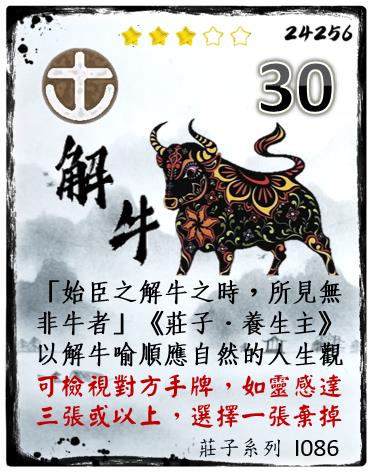 24256
30
解牛
「始臣之解牛之時，所見無
非牛者」《莊子．養生主》
以解牛喻順應自然的人生觀
可檢視對方手牌，如靈感達
三張或以上，選擇一張棄掉
莊子系列 I086